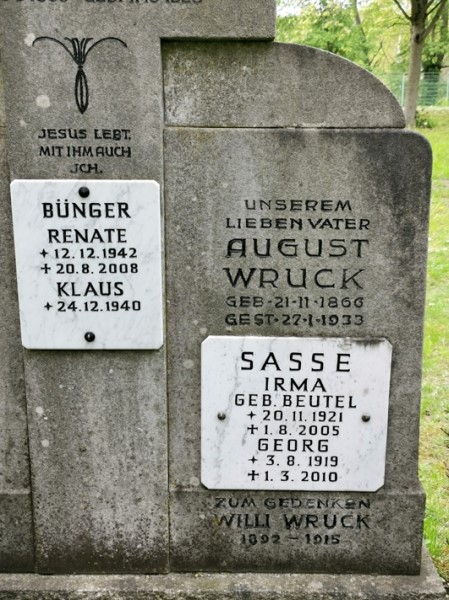 JESUS LEBT,
MIT IHM AUCH
ICH.
BÜNGER
RENATE
* 12.12.1942
✝ 20.8.2008
KLAUS
* 24.12.1940
UNSEREM
LIEBEN VATER
AUGUST
WRUCK
GEB·21·11·1866
GEST·27·1·1933
SASSE
IRMA
GEB. BEUTEL
* 20.11.1921
✝ 1.8.2005
GEORG
* 3.8.1919
✝ 1.3.2010
ZUM GEDENKEN
WILLI WRUCK
1892 – 1915